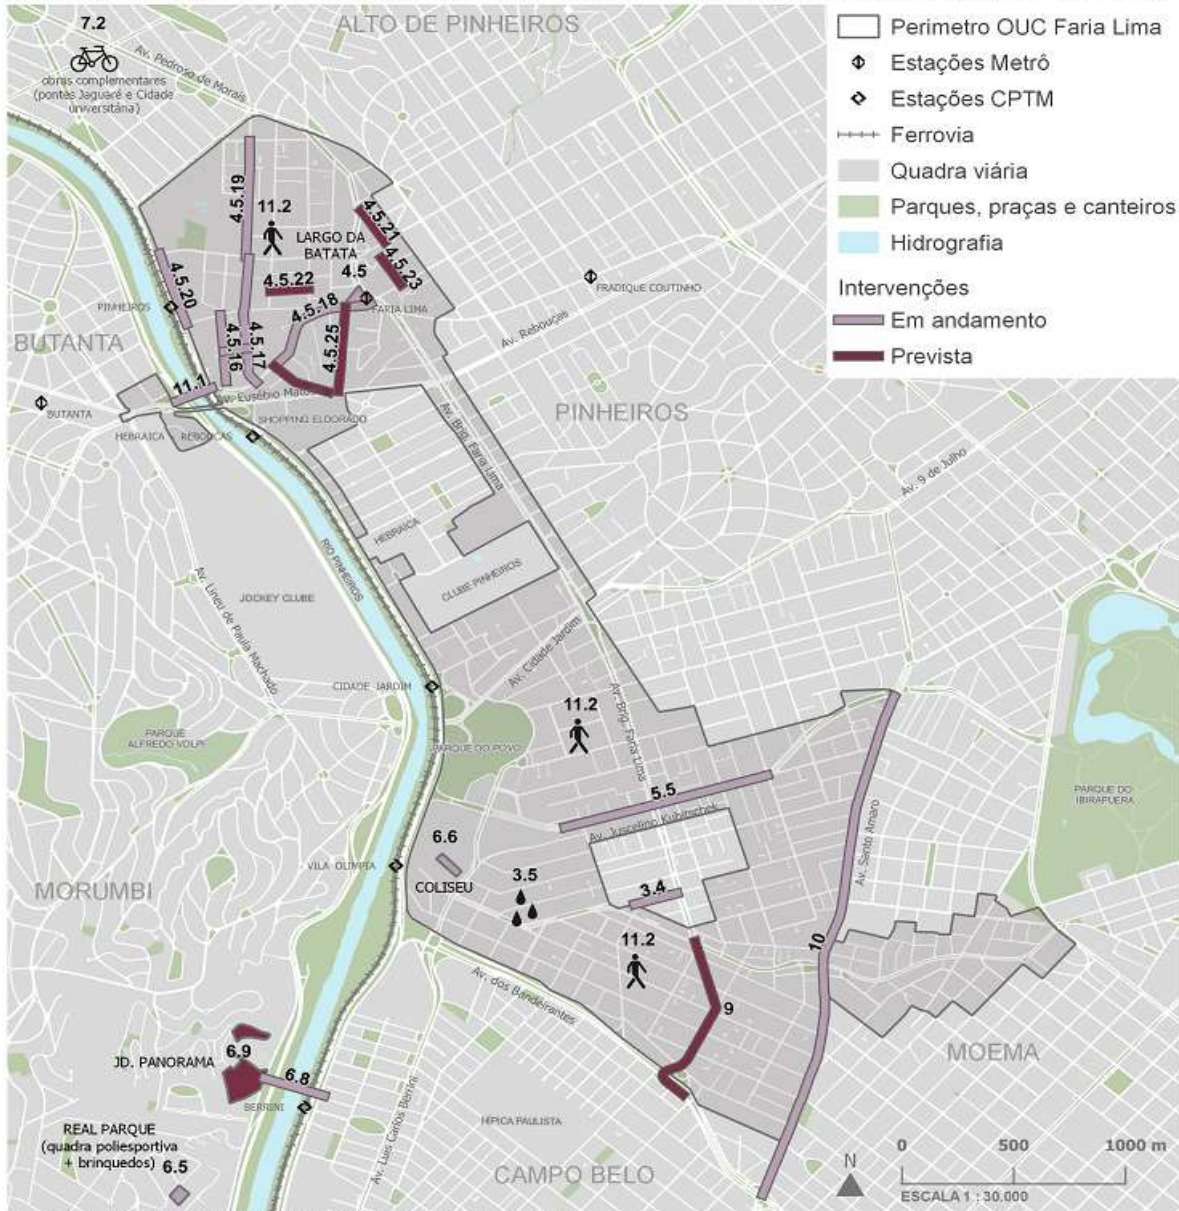 7.2
obras complementares
(pontes Jaguaré e Cidade
universitária)
Av. Pedroso de Morais
ALTO DE PINHEIROS
Perimetro OUC Faria Lima
Estações Metrô
Estações CPTM
Ferrovia
Quadra viária
Parques, praças e canteiros
Hidrografia
Intervenções
Em andamento
Prevista
4.5.19
11.2
LARGO DA
BATATA
4.5.21
4.5.23
4.5.20
4.5.22
4.5
4.5.18
FARIA LIMA
PINHEIROS
4.5.16
4.5.17
4.5.25
FRADIQUE COUTINHO
Av. Rebouças
BUTANTA
11.1
Av. Eusébio Matoso
BUTANTA
SHOPPING ELDORADO
HEBRAICA REBOUÇAS
PINHEIROS
Av. Brig. Faria Lima
Av. 9 de Julho
HEBRAICA
CLUBE PINHEIROS
RIO PINHEIROS
JOCKEY CLUBE
Av. Lineu de Paula Machado
Av. Cidade Jardim
CIDADE JARDIM
11.2
Av. Brig. Faria Lima
PARQUE
ALFREDO VOLPI
PARQUE DO POVO
5.5
Av. Juscelino Kubitschek
PARQUE DO
IBIRAPUERA
Av. Santo Amaro
6.6
COLISEU
VILA OLIMPIA
3.5
3.4
MORUMBI
11.2
10
Av. dos Bandeirantes
9
MOEMA
JD. PANORAMA
6.9
6.8
BERRINI
Av. Luis Carlos Berrini
HÍPICA PAULISTA
REAL PARQUE
(quadra poliesportiva
+ brinquedos)
6.5
CAMPO BELO
N
0 500 1000 m
ESCALA 1 : 30.000